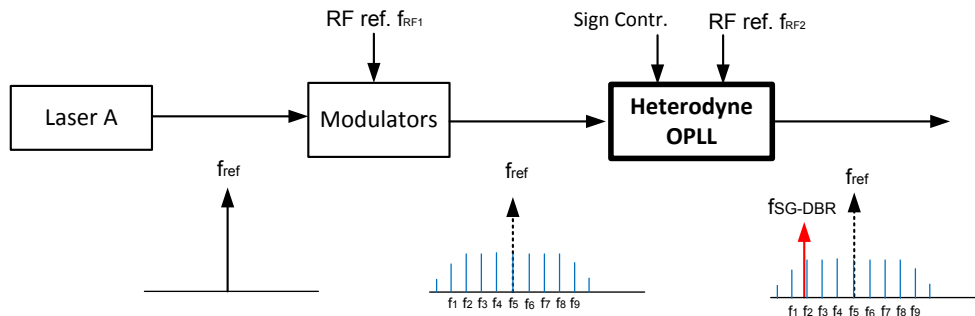 RF ref. fRF1
Sign Contr.
RF ref. fRF2
Laser A
Modulators
Heterodyne
OPLL
fref
fref
fref
fSG-DBR
f1 f2 f3 f4 f5 f6 f7 f8 f9
f1 f2 f3 f4 f5 f6 f7 f8 f9